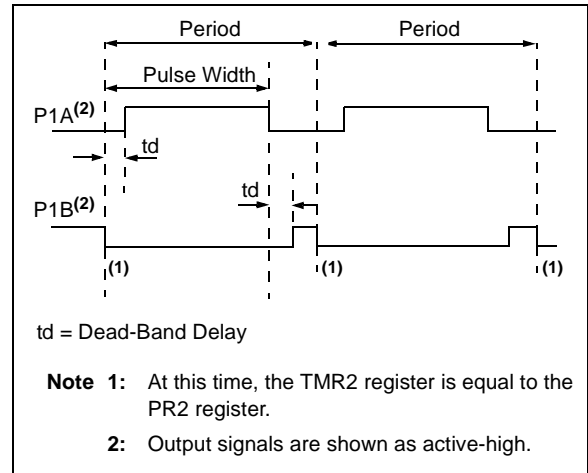 Period Period
Pulse Width
P1A(2)
td
td
P1B(2)
(1) (1) (1)
td = Dead-Band Delay
Note 1: At this time, the TMR2 register is equal to the
PR2 register.
2: Output signals are shown as active-high.